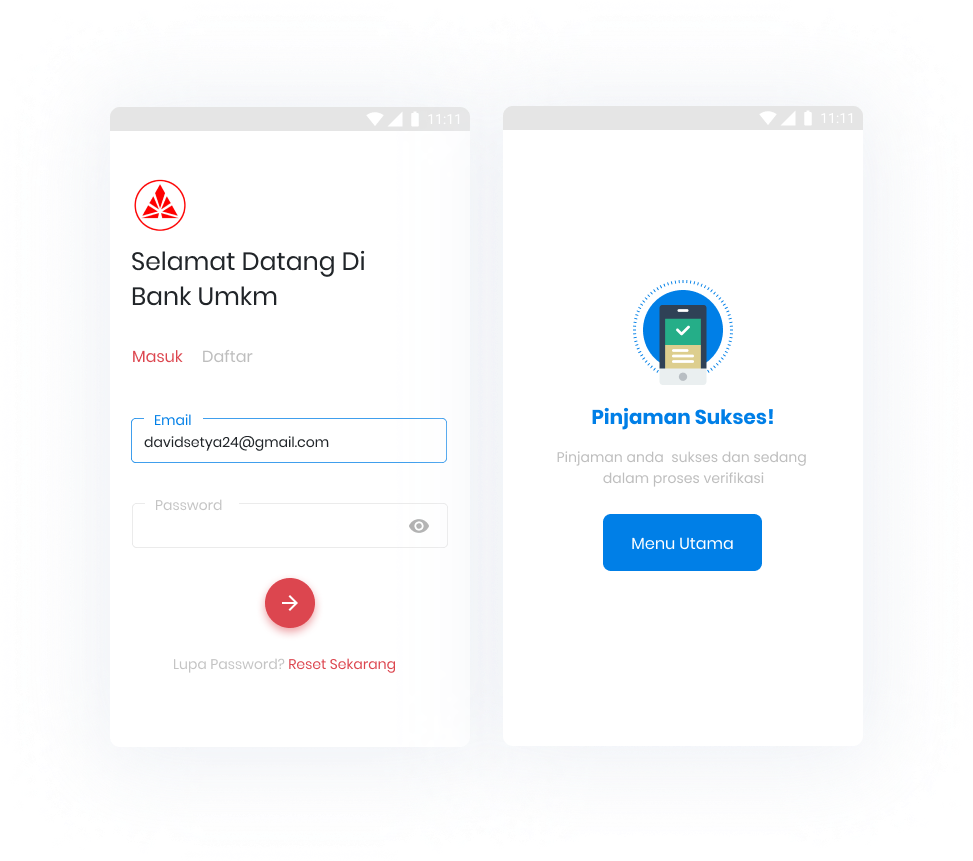 11:11
Selamat Datang Di
Bank Umkm
Masuk Daftar
Email
davidsetya24@gmail.com
Password
Lupa Password? Reset Sekarang
11:11
Pinjaman Sukses!
Pinjaman anda  sukses dan sedang
dalam proses verifikasi
Menu Utama